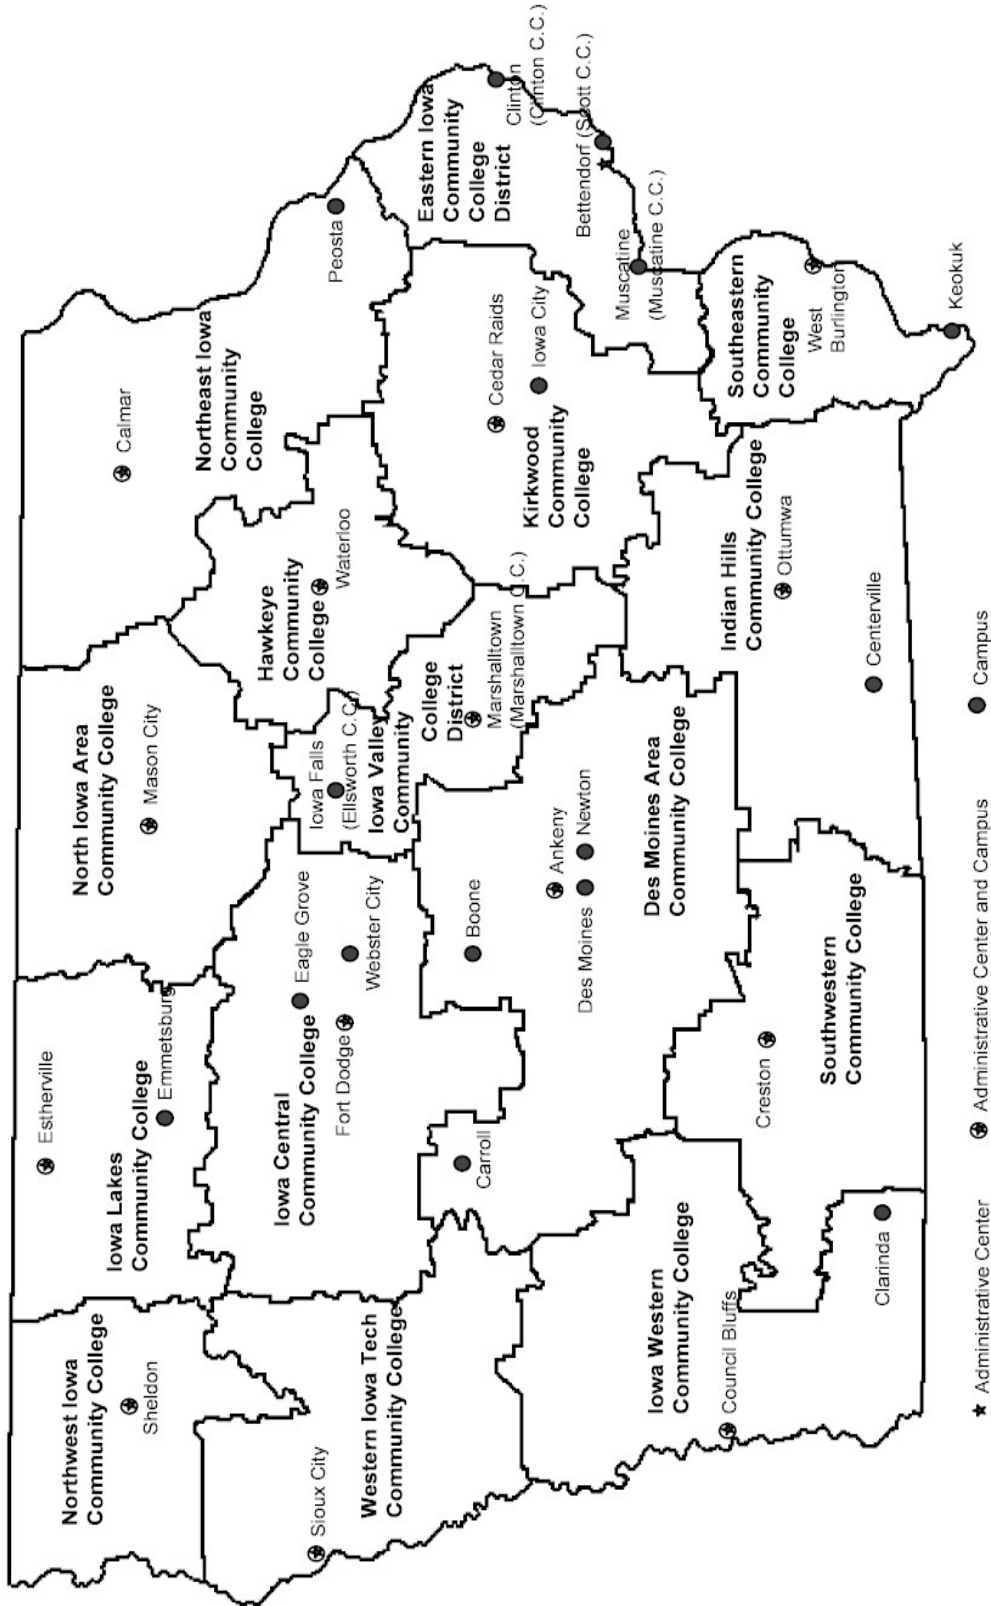 Northwest Iowa
Community College
Sheldon
Iowa Lakes
Community College
Estherville
Emmetsburg
North Iowa Area
Community College
Mason City
Calmar
Northeast Iowa
Community
College
Peosta
Sioux City
Western Iowa Tech
Community College
Iowa Central
Community College
Eagle Grove
Fort Dodge
Webster City
Iowa Falls
(Ellsworth C.C.)
Iowa Valley
Community
College
District
Marshalltown
(Marshalltown C.C.)
Hawkeye
Community
College
Waterloo
Carroll
Boone
Ankeny
Des Moines
Newton
Des Moines Area
Community College
Cedar Raids
Iowa City
Kirkwood
Community
College
Eastern Iowa
Community
College
District
Clinton
(Clinton C.C.)
Bettendorf (Scott C.C.)
Muscatine
(Muscatine C.C.)
Iowa Western
Community College
Council Bluffs
Clarinda
Creston
Southwestern
Community College
Indian Hills
Community College
Ottumwa
Centerville
Southeastern
Community
College
West
Burlington
Keokuk
Administrative Center
Administrative Center and Campus
Campus